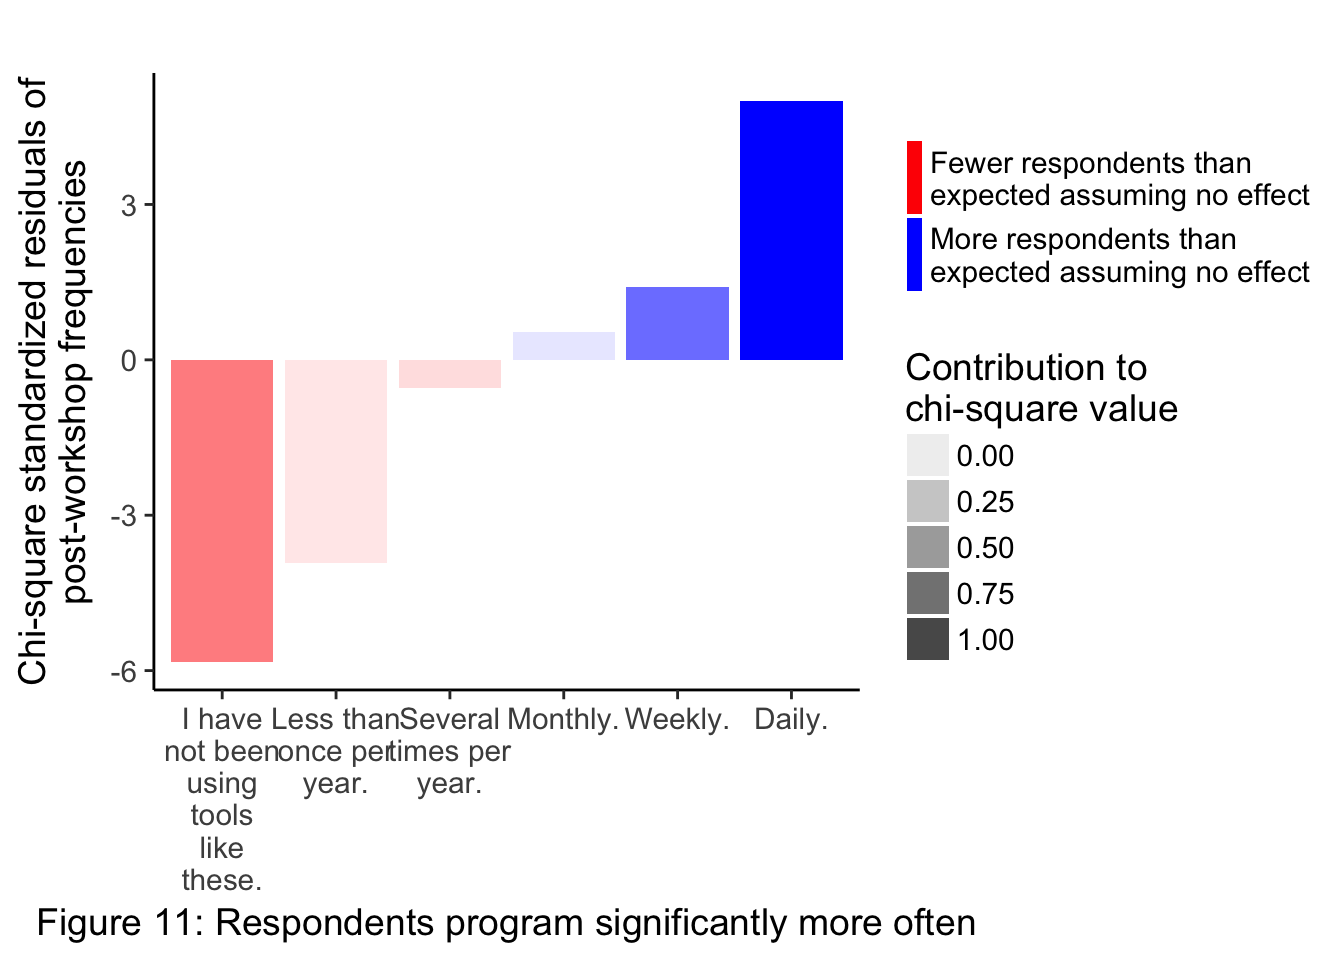 Chi-square standardized residuals of
post-workshop frequencies
3
0
-3
-6
I have
not been
using
tools
like
these.
Less than
once per
year.
Several
times per
year.
Monthly.
Weekly.
Daily.
Fewer respondents than
expected assuming no effect
More respondents than
expected assuming no effect
Contribution to
chi-square value
0.00
0.25
0.50
0.75
1.00
Figure 11: Respondents program significantly more often